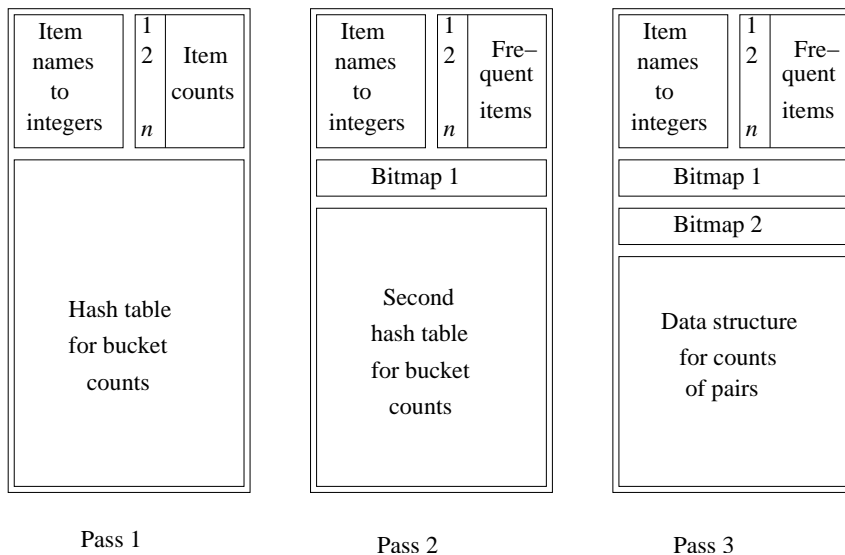 Item
names
to
integers
1
2
n
Item
counts
Hash table
for bucket
counts
Pass 1
Item
names
to
integers
1
2
n
Fre–
quent
items
Bitmap 1
Second
hash table
for bucket
counts
Pass 2
Item
names
to
integers
1
2
n
Fre–
quent
items
Bitmap 1
Bitmap 2
Data structure
for counts
of pairs
Pass 3